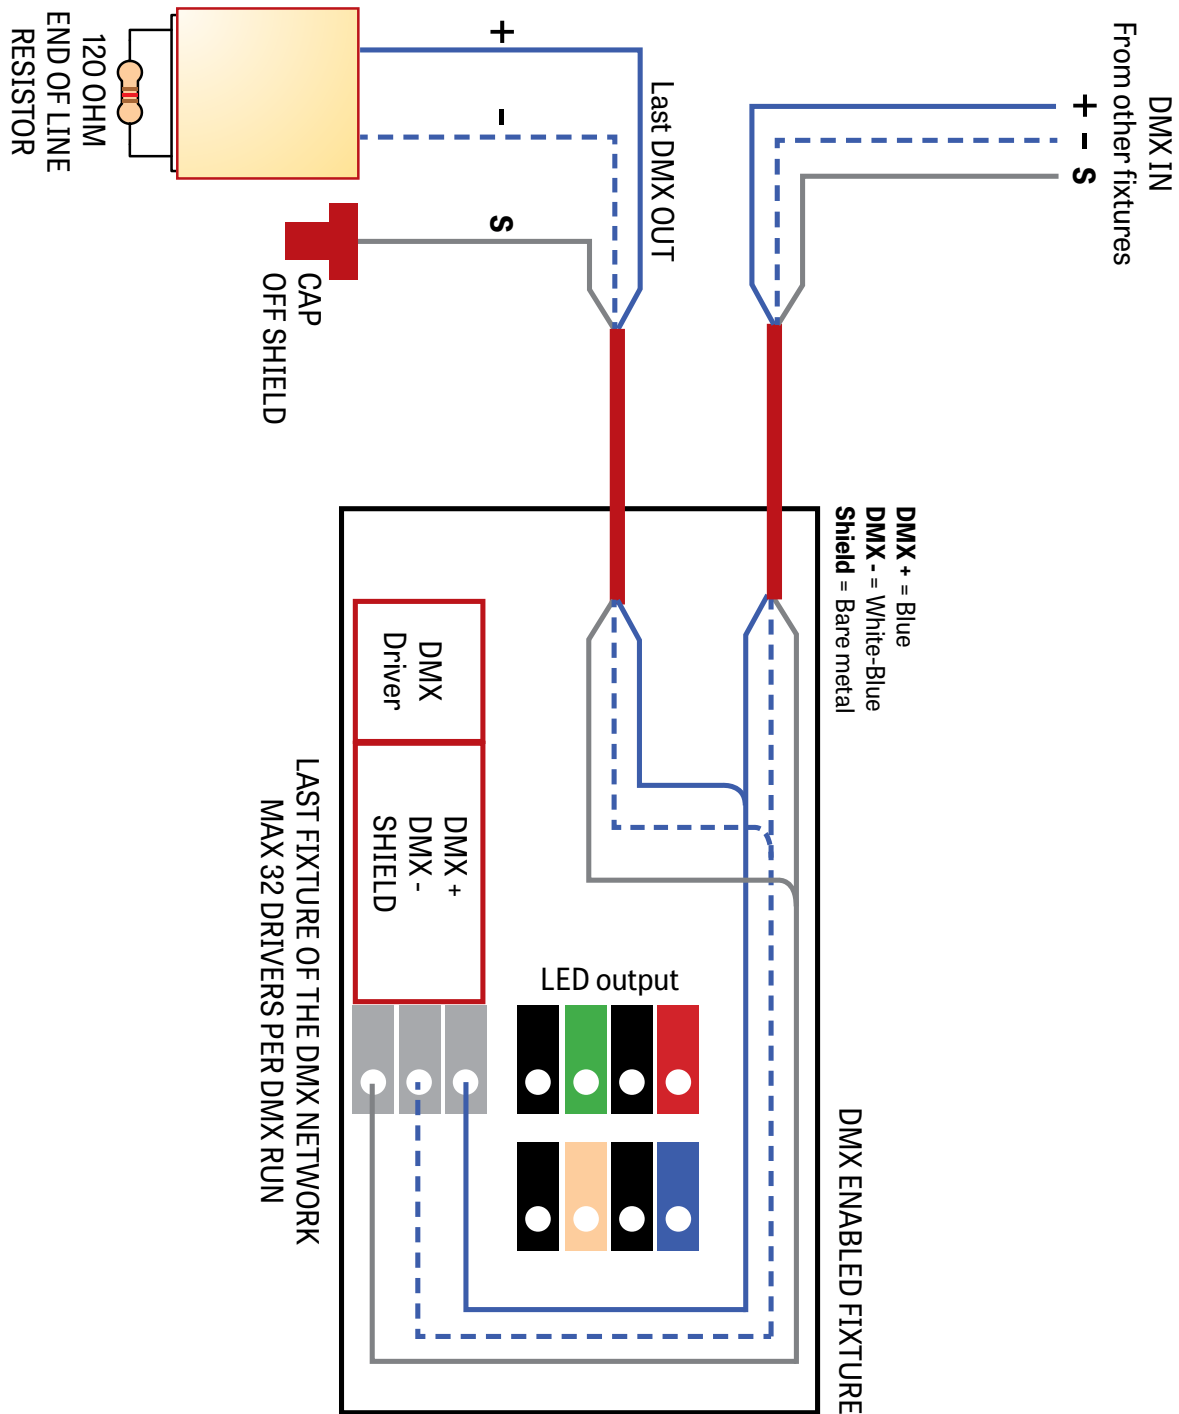 DMX IN
From other fixtures
+
-
S
Last DMX OUT
+
-
S
120 OHM
END OF LINE
RESISTOR
CAP
OFF SHIELD
DMX + = Blue
DMX - = White-Blue
Shield = Bare metal
DMX ENABLED FIXTURE
LED output
DMX
Driver
DMX +
DMX -
SHIELD
LAST FIXTURE OF THE DMX NETWORK
MAX 32 DRIVERS PER DMX RUN